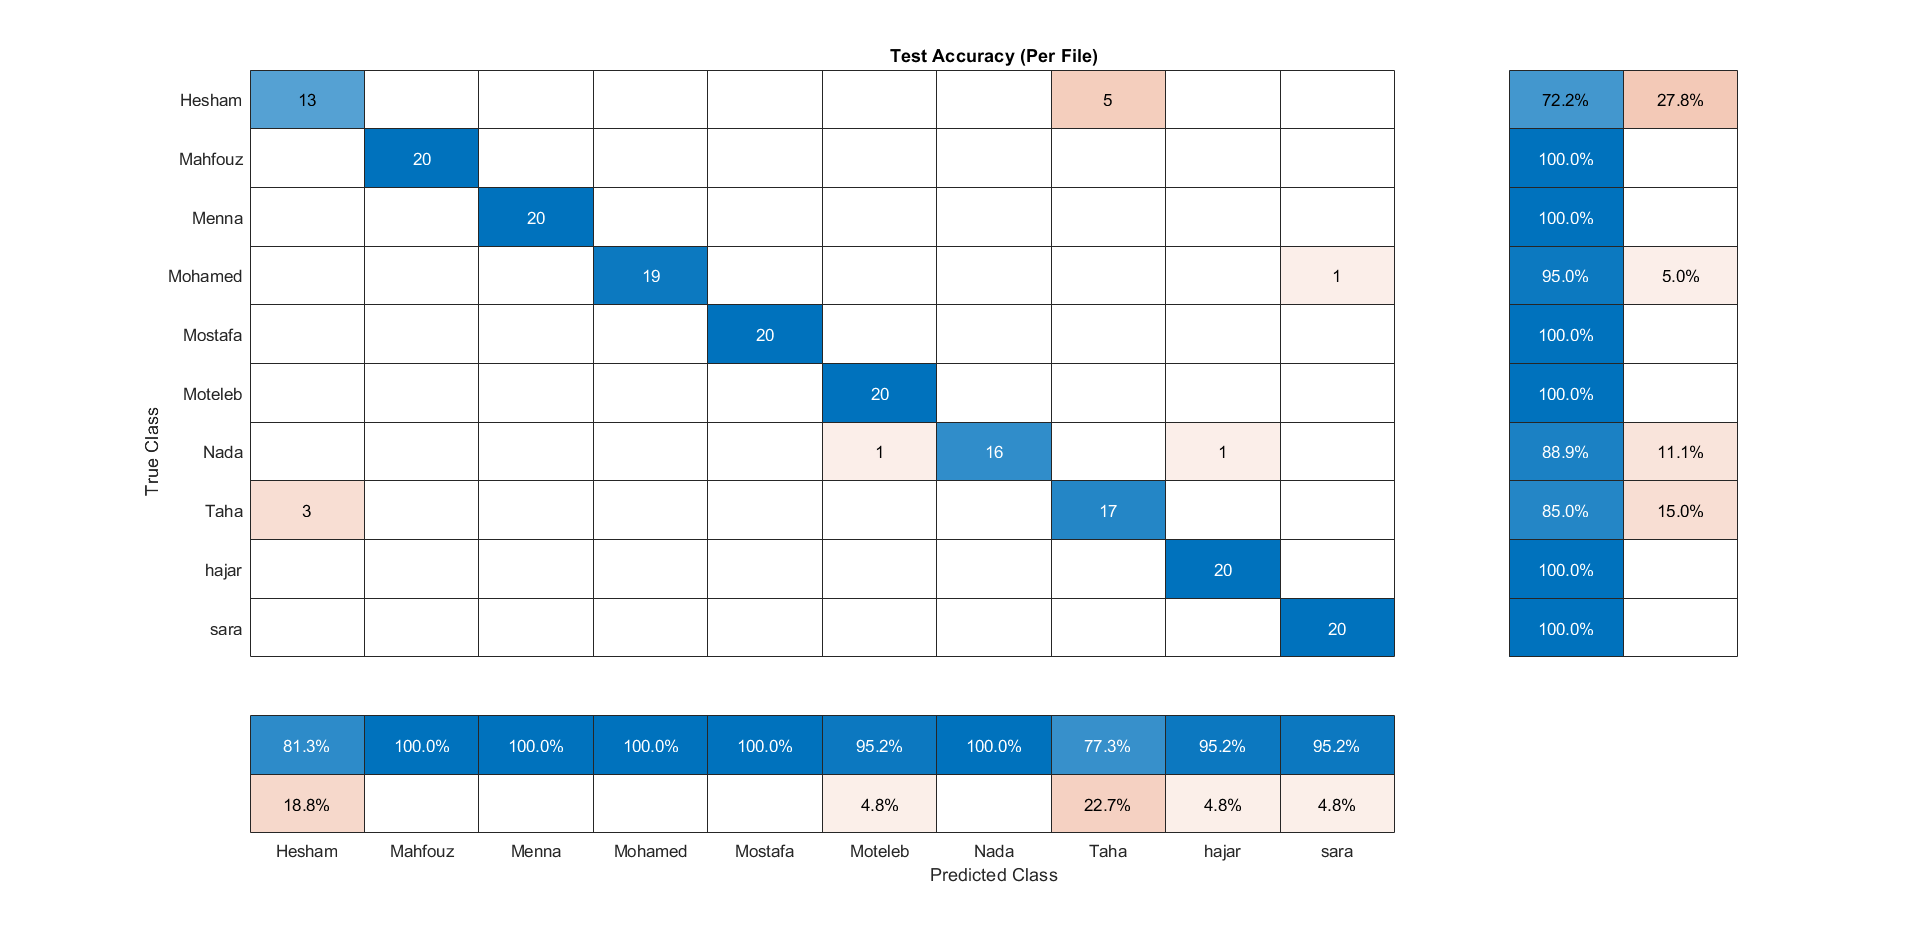 Test Accuracy (Per File)
Hesham 13 5 72.2% 27.8%
Mahfouz 20 100.0%
Menna 20 100.0%
Mohamed 19 1 95.0% 5.0%
Mostafa 20 100.0%
Moteleb 20 100.0%
Nada 1 16 1 88.9% 11.1%
Taha 3 17 85.0% 15.0%
hajar 20 100.0%
sara 20 100.0%
True Class
81.3% 100.0% 100.0% 100.0% 100.0% 95.2% 100.0% 77.3% 95.2% 95.2%
18.8% 4.8% 22.7% 4.8% 4.8%
Hesham Mahfouz Menna Mohamed Mostafa Moteleb Nada Taha hajar sara
Predicted Class